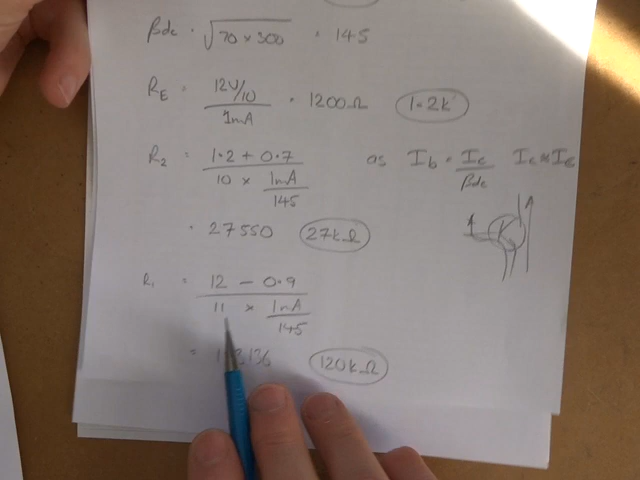 βdc = √70 × 300 = 145
RE = 12V/10 / 1mA = 1200Ω 1.2k
R2 = 1.2 + 0.7 / 10 × 1mA/145 as Ib = Ic/βdc Ic ≈ IE
= 27550 27kΩ
R1 = 12 - 0.9 / 11 × 1mA/145
120kΩ